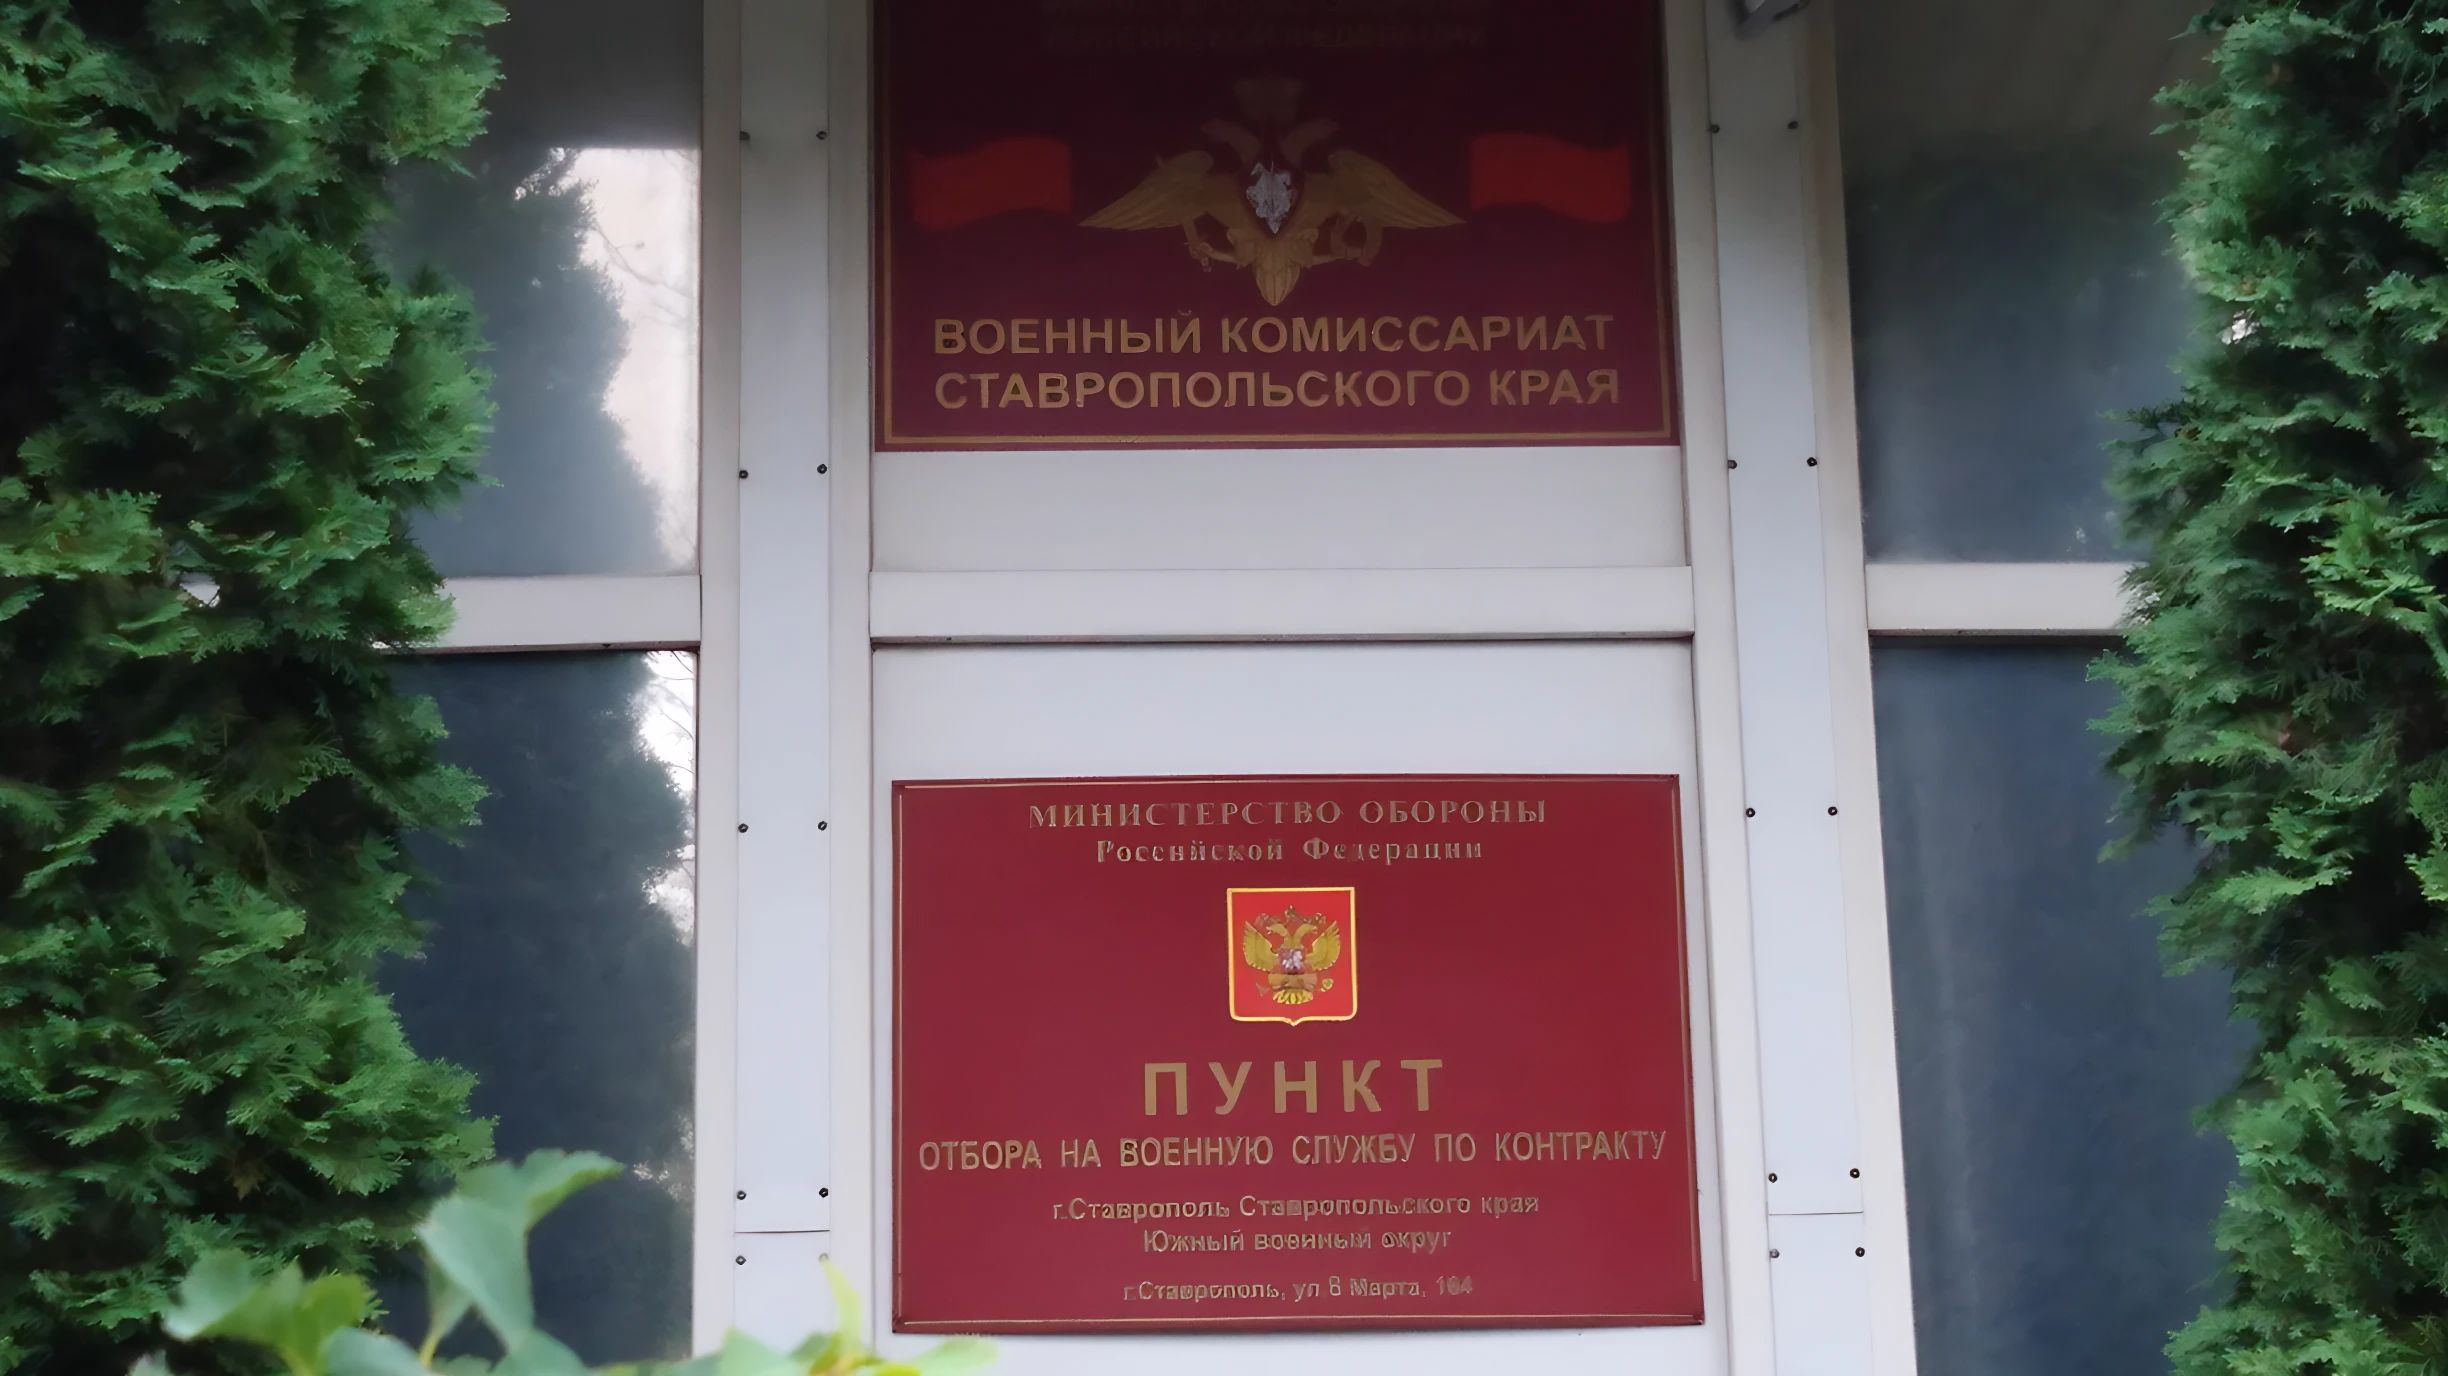 ВОЕННЫЙ КОМИССАРИАТ
СТАВРОПОЛЬСКОГО КРАЯ
МИНИСТЕРСТВО ОБОРОНЫ
Российской Федерации
ПУНКТ
ОТБОРА НА ВОЕННУЮ СЛУЖБУ ПО КОНТРАКТУ
г.Ставрополь Ставропольского края
Южный военный округ
г.Ставрополь, ул 8 Марта,